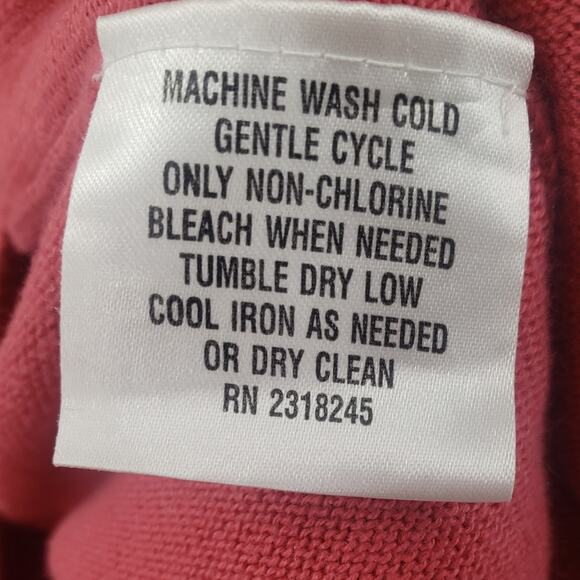 MACHINE WASH COLD
GENTLE CYCLE
ONLY NON-CHLORINE
BLEACH WHEN NEEDED
TUMBLE DRY LOW
COOL IRON AS NEEDED
OR DRY CLEAN
RN 2318245